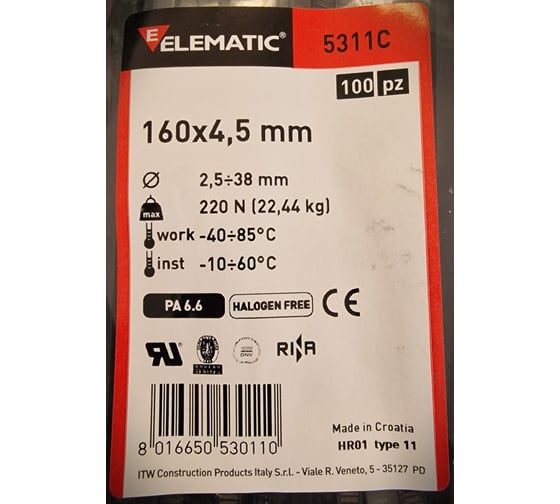 E ELEMATIC®
5311C
100 pz
160x4,5 mm
Ø 2,5÷38 mm
max 220 N (22,44 kg)
work -40÷85°C
inst -10÷60°C
PA 6.6 HALOGEN FREE CE
RU DNV RINA
8 016650 530110
Made in Croatia
HR01 type 11
ITW Construction Products Italy S.r.l. - Viale R. Veneto, 5 - 35127 PD